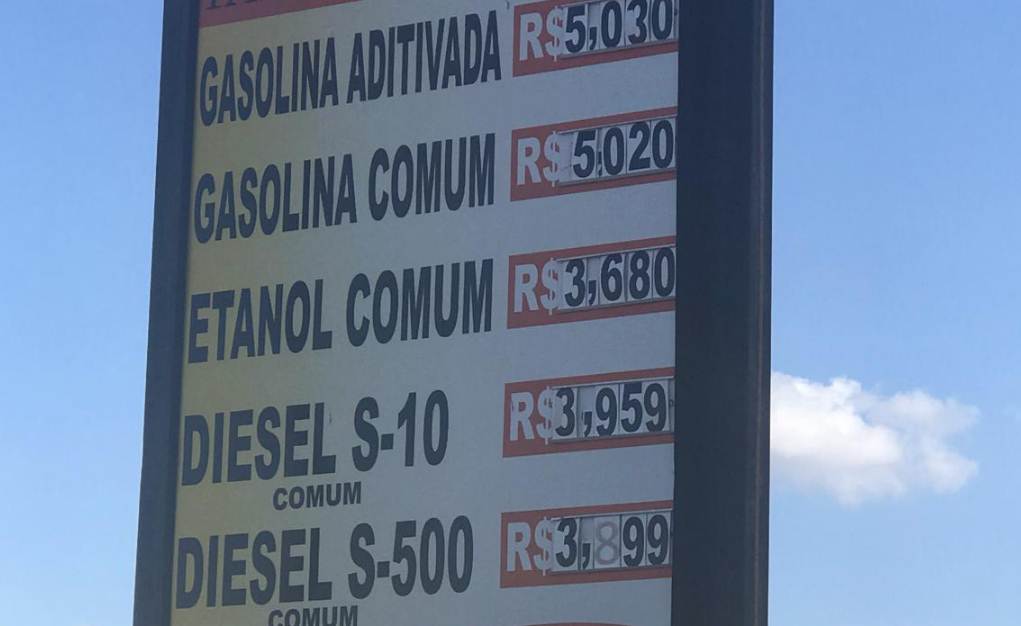 GASOLINA ADITIVADA R$5,030
GASOLINA COMUM R$5,020
ETANOL COMUM R$3,680
DIESEL S-10 R$3,959
COMUM
DIESEL S-500 R$3,899
COMUM